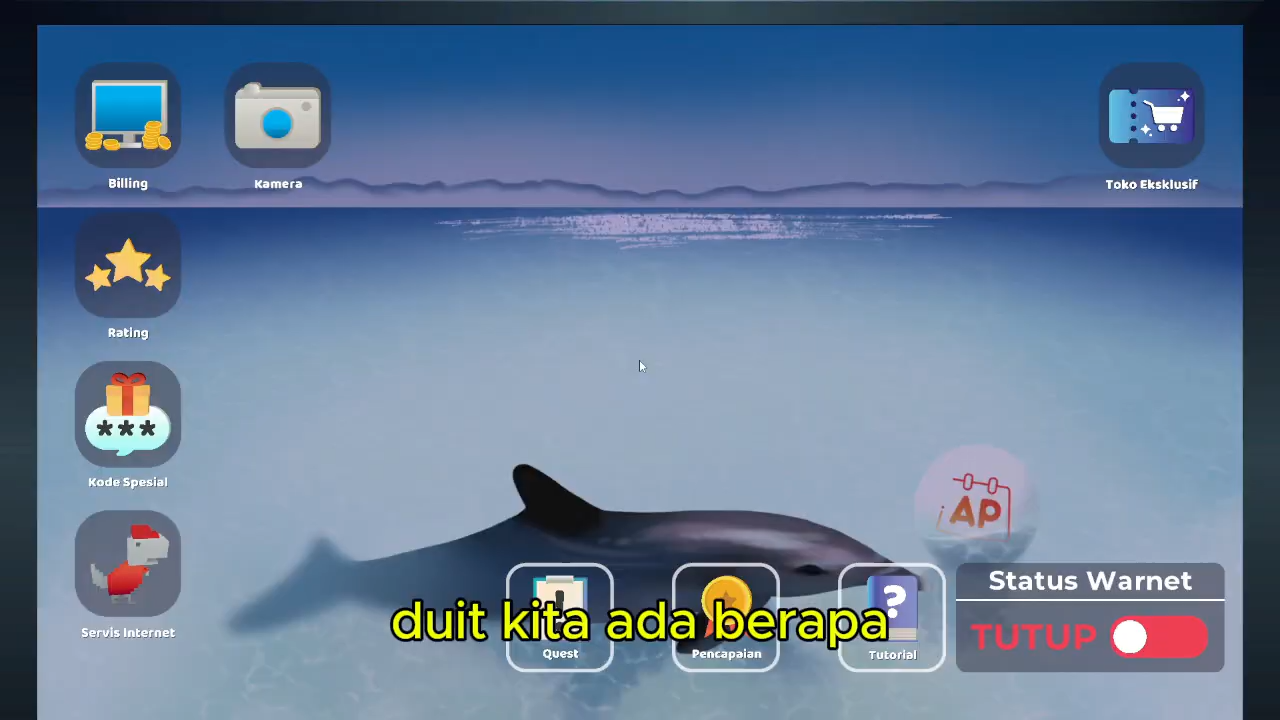 Billing
Kamera
Toko Eksklusif
Rating
***
Kode Spesial
AP
Servis Internet
?
Status Warnet
TUTUP
duit kita ada berapa
Quest
Pencapaian
Tutorial